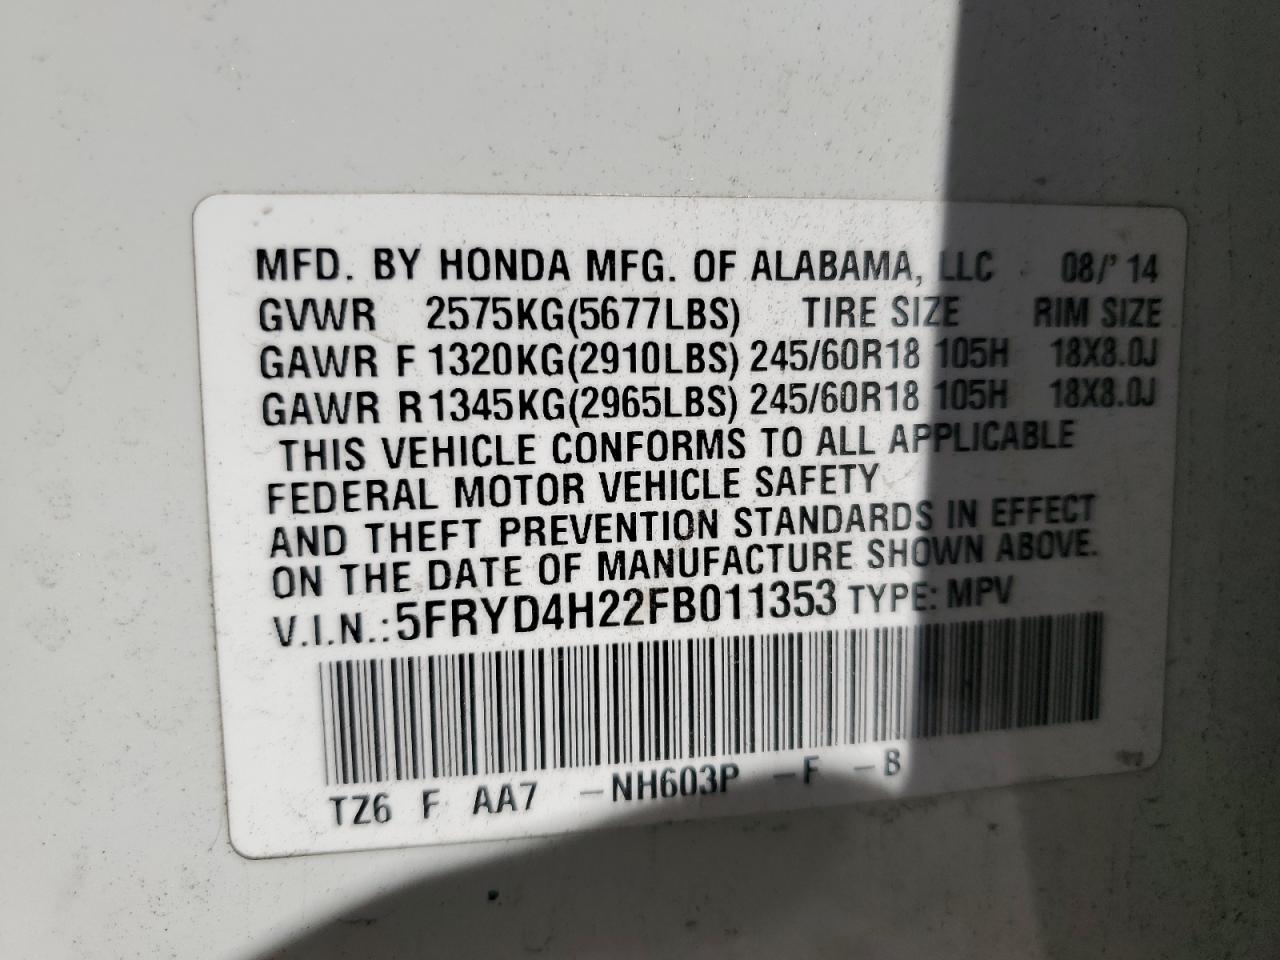 MFD. BY HONDA MFG. OF ALABAMA, LLC 08/' 14
GVWR 2575KG(5677LBS) TIRE SIZE RIM SIZE
GAWR F 1320KG(2910LBS) 245/60R18 105H 18X8.0J
GAWR R 1345KG(2965LBS) 245/60R18 105H 18X8.0J
THIS VEHICLE CONFORMS TO ALL APPLICABLE
FEDERAL MOTOR VEHICLE SAFETY
AND THEFT PREVENTION STANDARDS IN EFFECT
ON THE DATE OF MANUFACTURE SHOWN ABOVE.
V.I.N.: 5FRYD4H22FB011353 TYPE: MPV
TZ6 F AA7 -NH603P -F -B